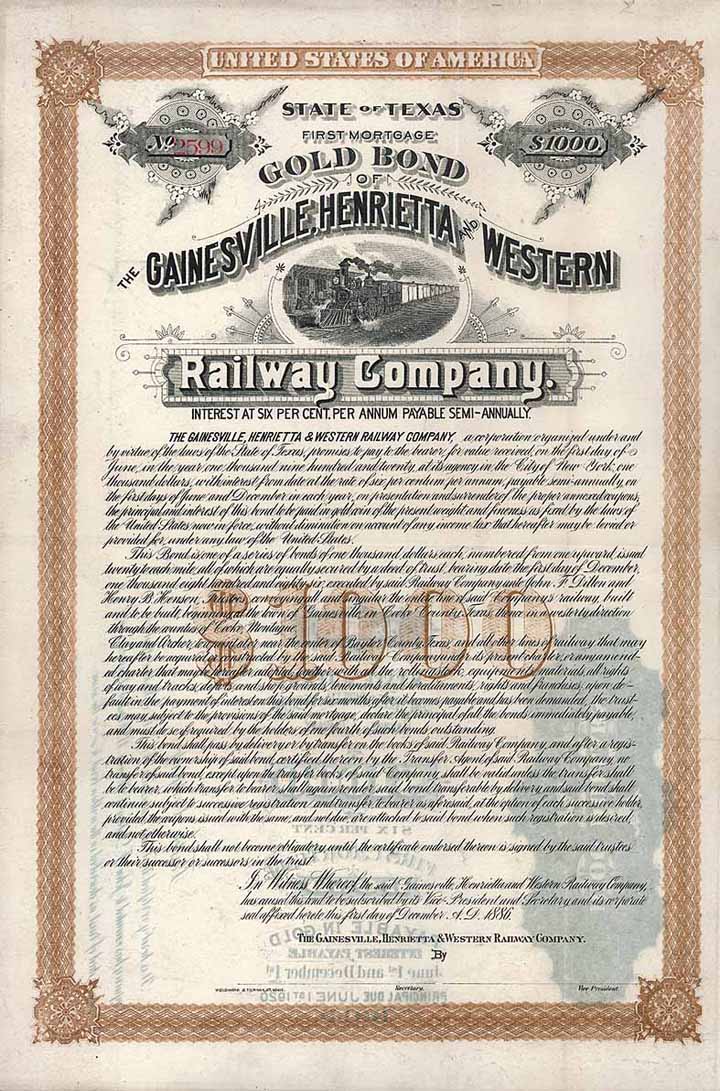 UNITED STATES OF AMERICA
STATE OF TEXAS
No 2599
$1000.
FIRST MORTGAGE
GOLD BOND
OF
THE GAINESVILLE, HENRIETTA AND WESTERN
Railway Company.
INTEREST AT SIX PER CENT. PER ANNUM PAYABLE SEMI-ANNUALLY.
THE GAINESVILLE, HENRIETTA & WESTERN RAILWAY COMPANY, a corporation organized under and
by virtue of the laws of the State of Texas, promises to pay to the bearer, for value received, on the first day of
June, in the year one thousand nine hundred and twenty, at its agency in the City of New York, one
thousand dollars, with interest from date at the rate of six per centum per annum, payable semi-annually, on
the first days of June and December in each year, on presentation and surrender of the proper annexed coupons,
the principal and interest of this bond to be paid in gold coin of the present weight and fineness as fixed by the laws of
the United States now in force, without diminution on account of any income tax that hereafter may be levied or
provided for, under any law of the United States.
This Bond is one of a series of bonds of one thousand dollars each, numbered from one upward, issued
twenty to each mile, all of which are equally secured by a deed of trust, bearing date the first day of December,
one thousand eight hundred and eighty six, executed by said Railway Company unto John F. Dillon and
Henry B. Henson, Trustees, conveying all and singular the entire line of said Company's railway, built
and to be built, beginning at the town of Gainesville, in Cooke County, Texas, thence in a westerly direction
through the counties of Cooke, Montague,
Clay and Archer, to and at or near the center of Baylor County, Texas, and all other lines of railway that may
hereafter be acquired or constructed by the said Railway Company under its present charter, or any amend-
ed charter that may hereafter adopted, together with all the rolling stock, equipment, materials, all rights
of way and tracks, depots, and shop grounds, tenements and hereditaments, rights and franchises; upon de-
fault in the payment of interest on this bond for six months after it becomes payable and has been demanded, the trust-
ees may, subject to the provisions of the said mortgage, declare the principal of all the bonds immediately payable,
and must do so if required by the holders of one fourth of such bonds outstanding.
$1000
This bond shall pass by delivery or by transfer on the books of said Railway Company, and after a regis-
tration of the ownership of said bond, certified thereon by the Transfer Agent of said Railway Company, no
transfer of said bond, except upon the transfer books of said Company, shall be valid unless the transfer shall
be to bearer, which transfer to bearer shall again render said bond transferable by delivery, and said bond shall
continue subject to successive registration and transfer to bearer as aforesaid, at the option of each successive holder,
provided the coupons issued with the same, and not due, are attached to said bond when such registration is desired,
and not otherwise.
This bond shall not become obligatory until the certificate endorsed thereon is signed by the said trustees
or their successor or successors in the trust.
In Witness Whereof the said Gainesville, Henrietta and Western Railway Company,
has caused this bond to be subscribed by its Vice-President and Secretary and its corporate
seal affixed hereto this first day of December A.D. 1886.
THE GAINESVILLE, HENRIETTA & WESTERN RAILWAY COMPANY.
By
Secretary.
Vice President.
SIX PER CENT
PAYABLE IN GOLD
INTEREST PAYABLE
June 1st and December 1st
PRINCIPAL DUE JUNE 1ST 1920